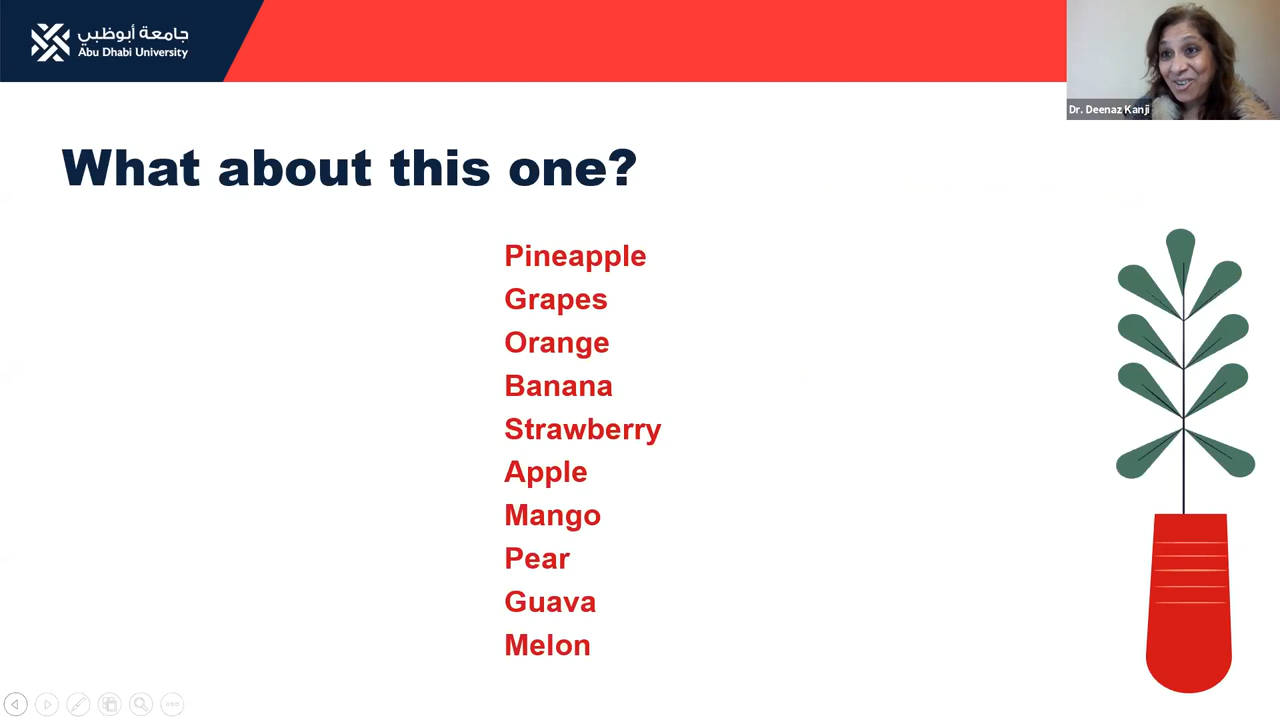 جامعة أبوظبي
Abu Dhabi University
Dr. Deenaz Kanji
What about this one?
Pineapple
Grapes
Orange
Banana
Strawberry
Apple
Mango
Pear
Guava
Melon